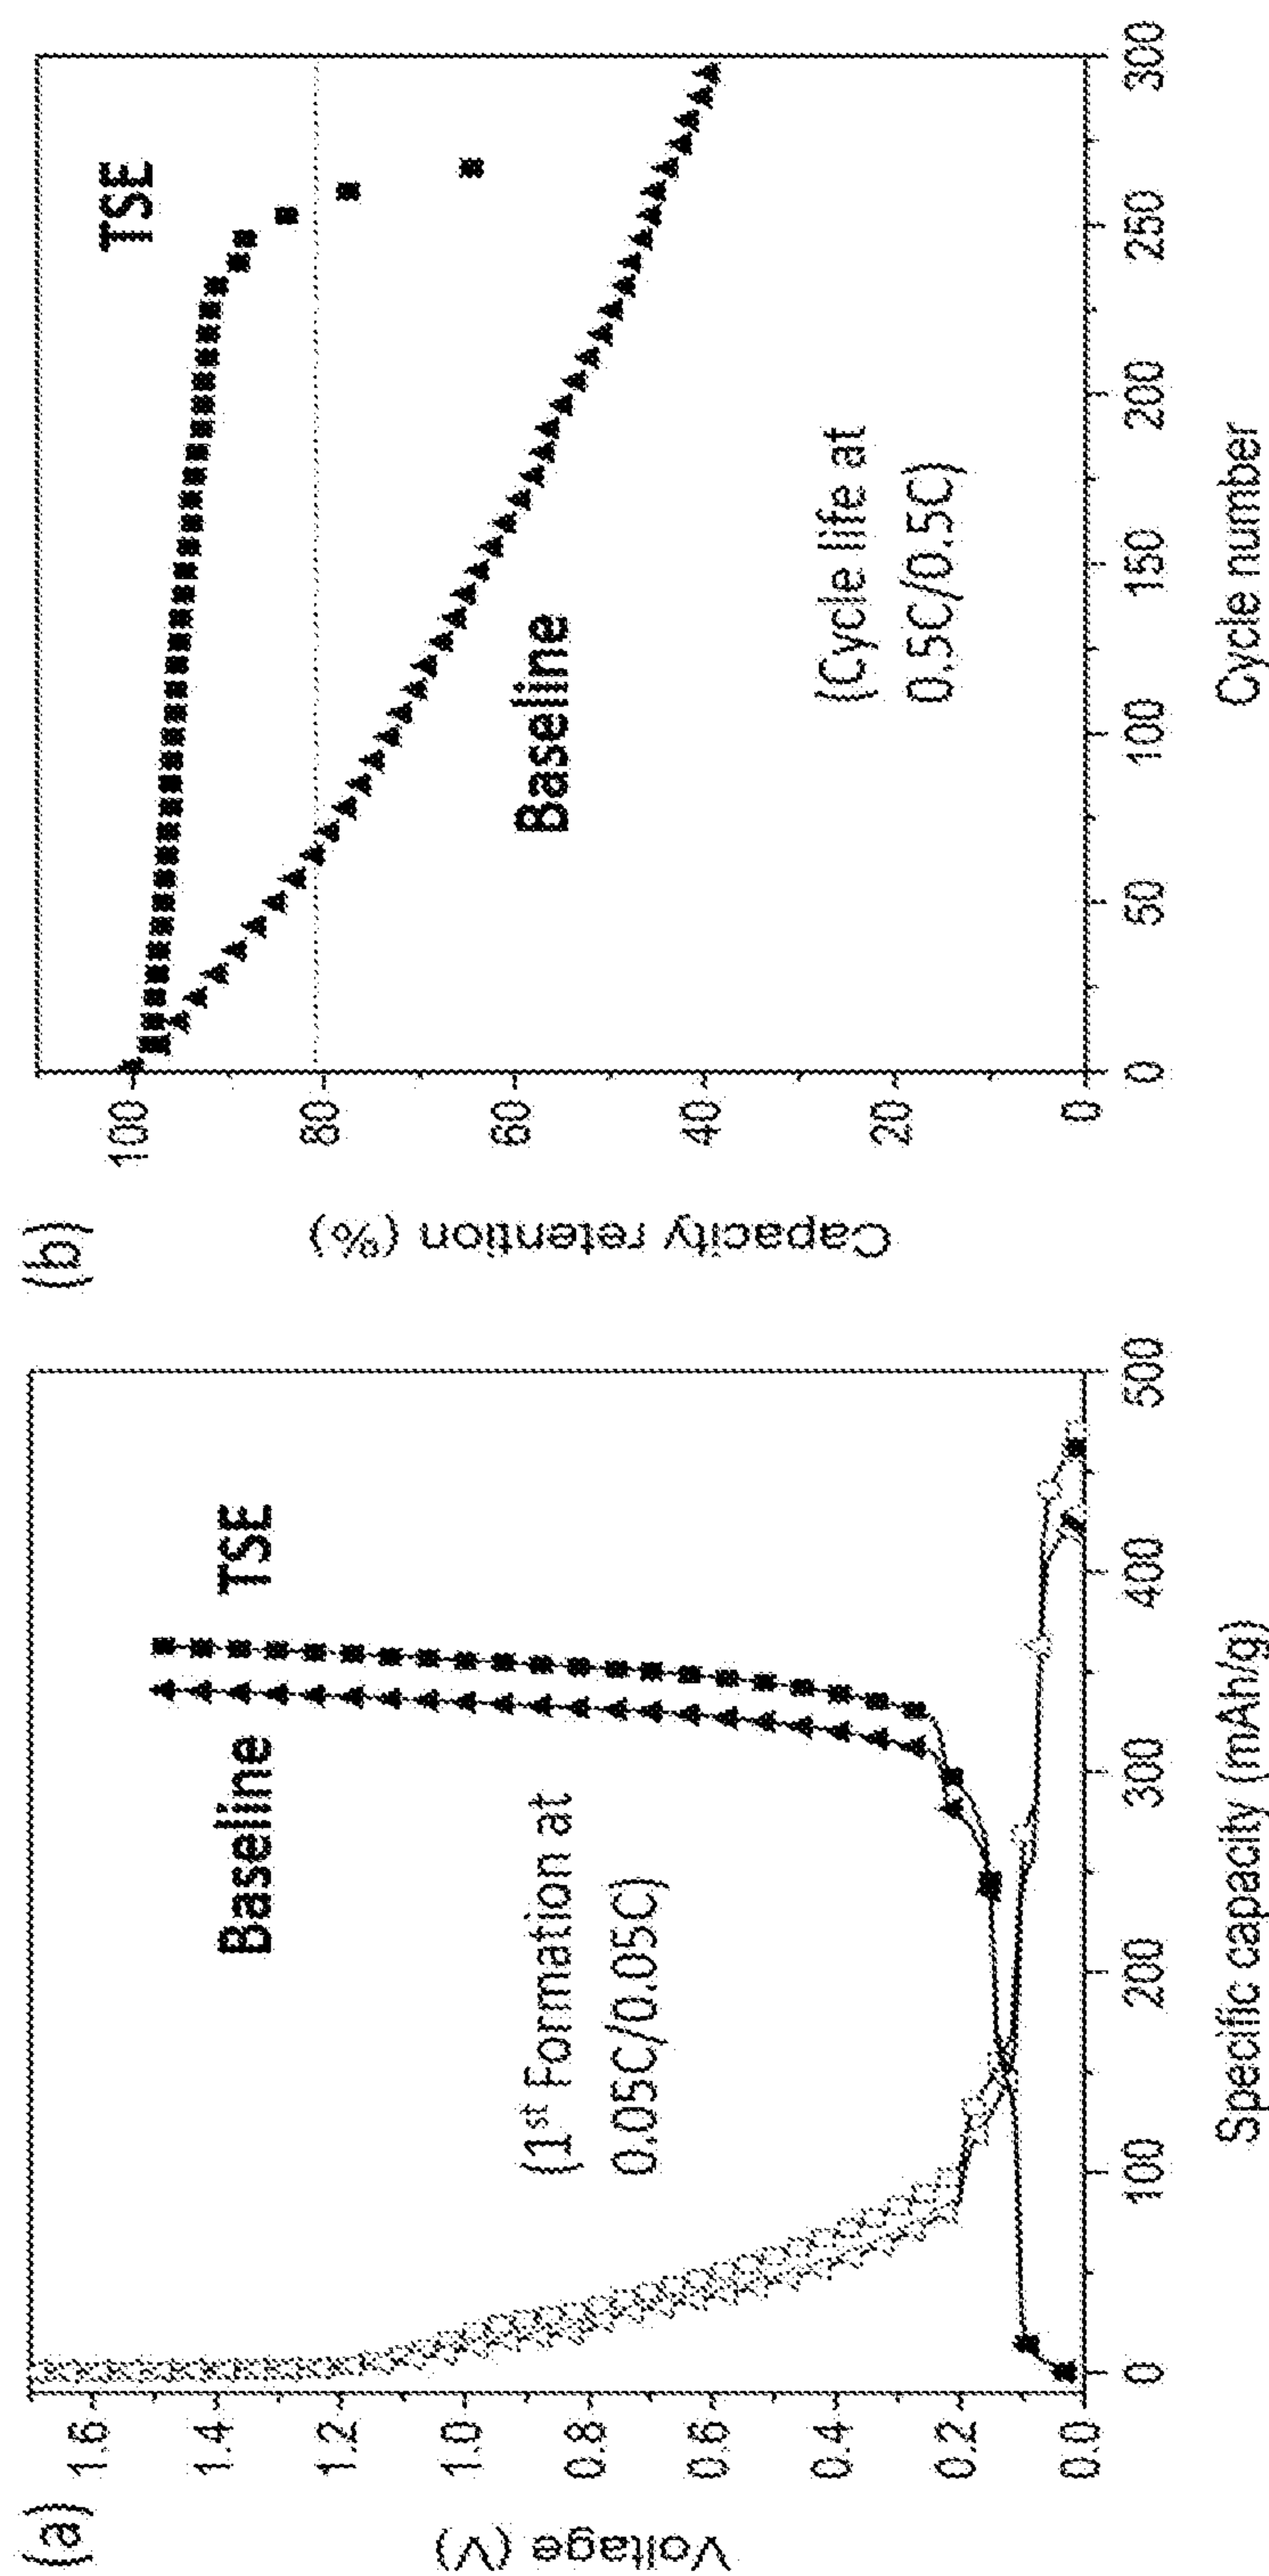 (a)
1.6
1.4
1.2
1.0
0.8
0.6
0.4
0.2
0.0
Voltage (V)
Baseline TSE
(1st Formation at
0.05C/0.05C)
0 100 200 300 400 500
Specific capacity (mAh/g)
(b)
100
80
60
40
20
0
Capacity retention (%)
TSE
Baseline
(Cycle life at
0.5C/0.5C)
0 50 100 150 200 250 300
Cycle number